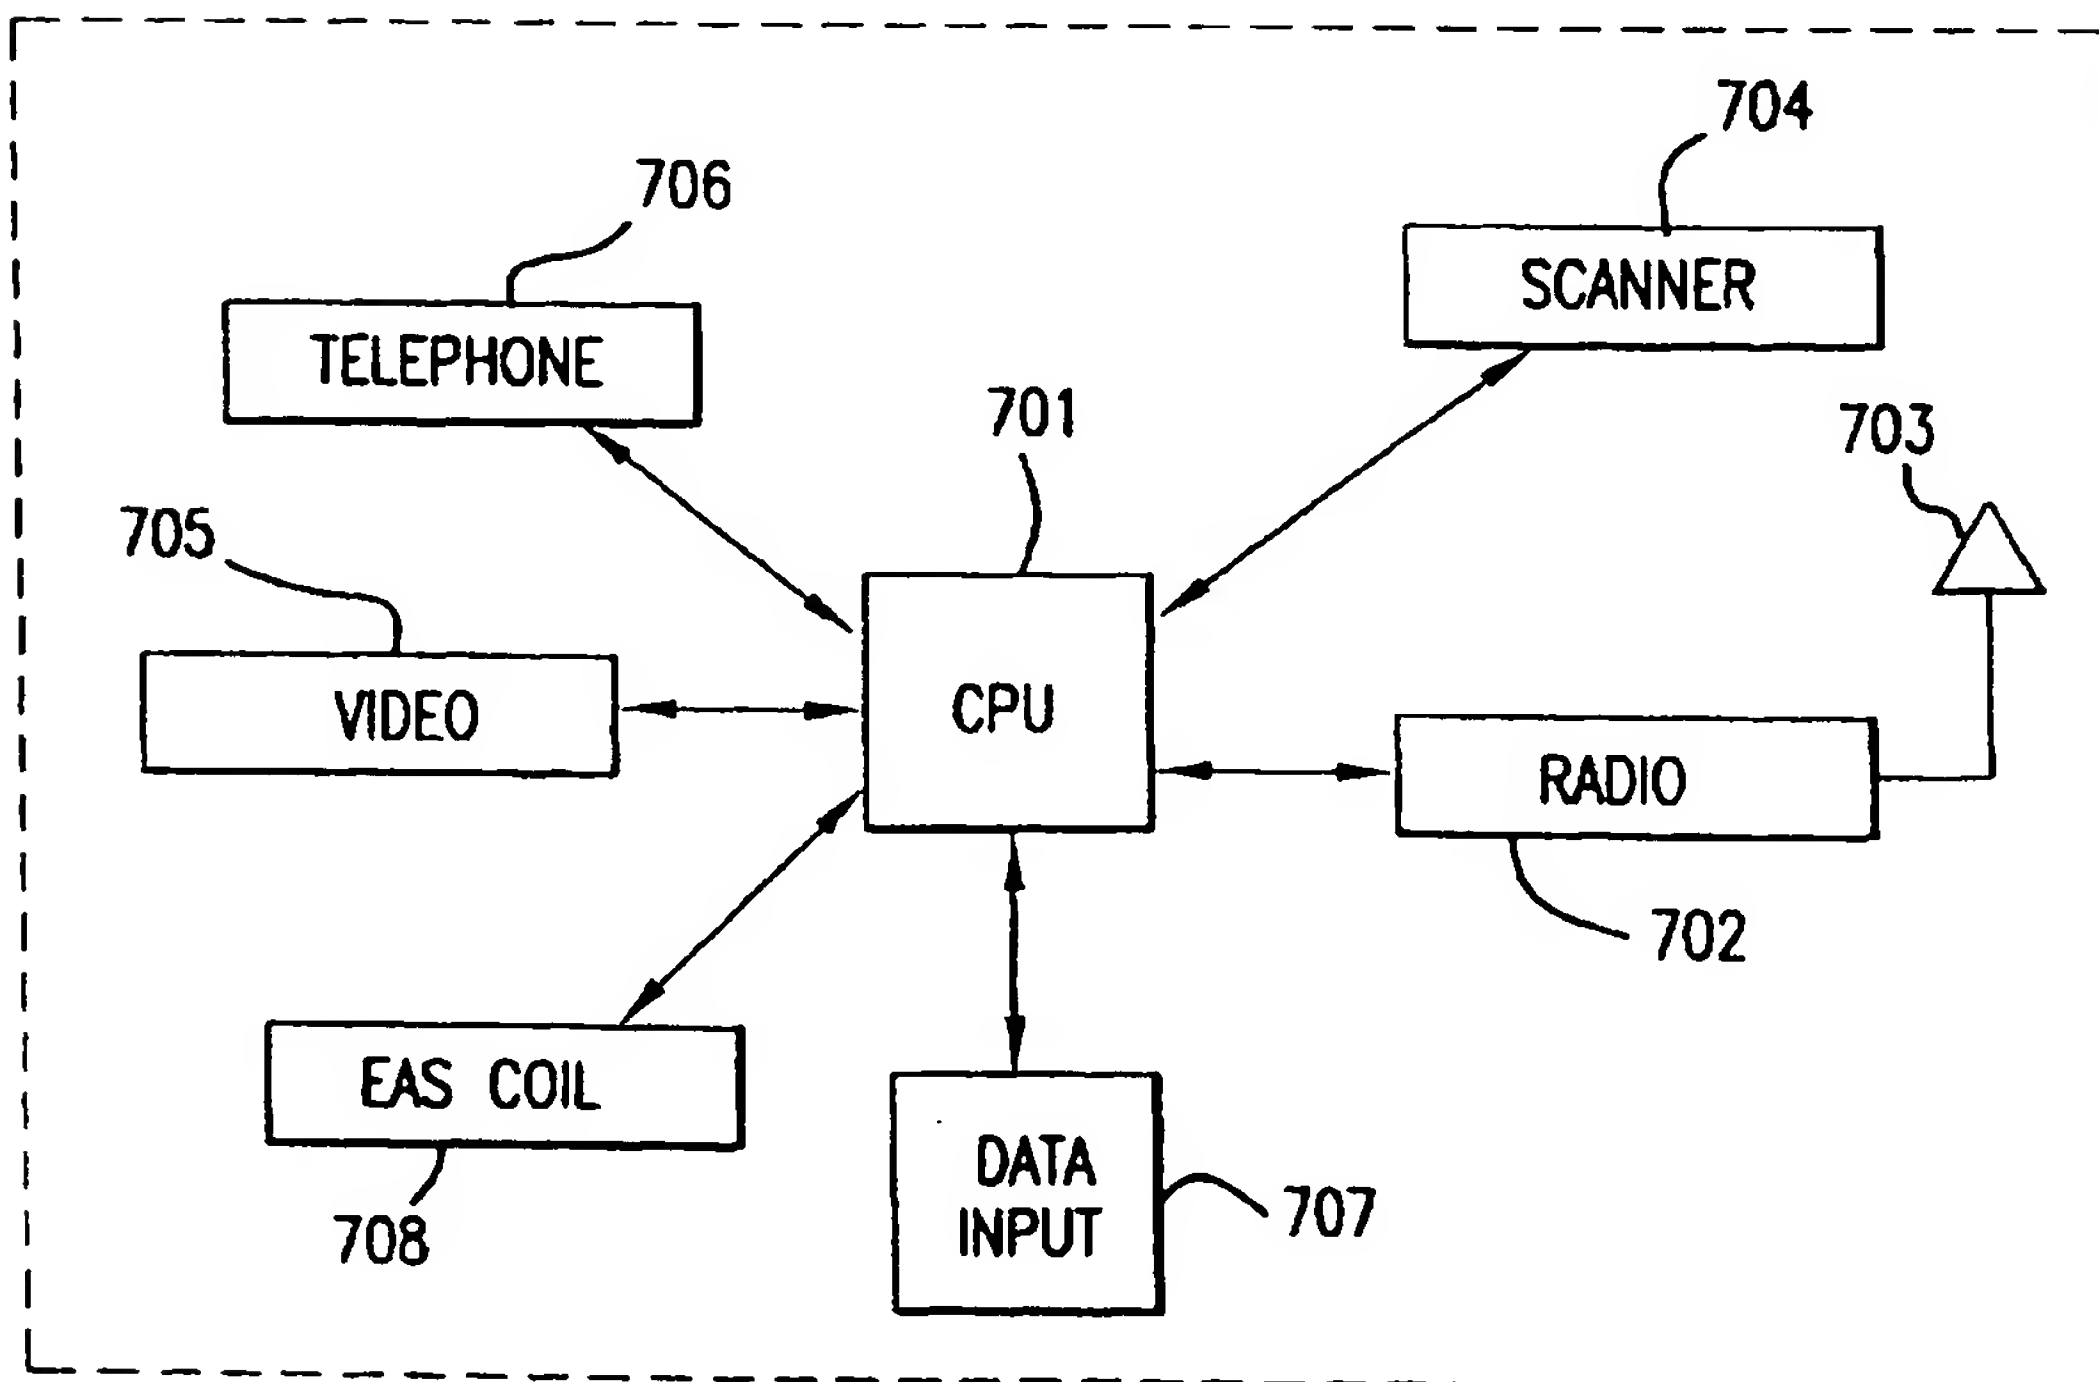 704
706
SCANNER
TELEPHONE
701
703
705
CPU
VIDEO
RADIO
702
EAS COIL
DATA
INPUT
707
708